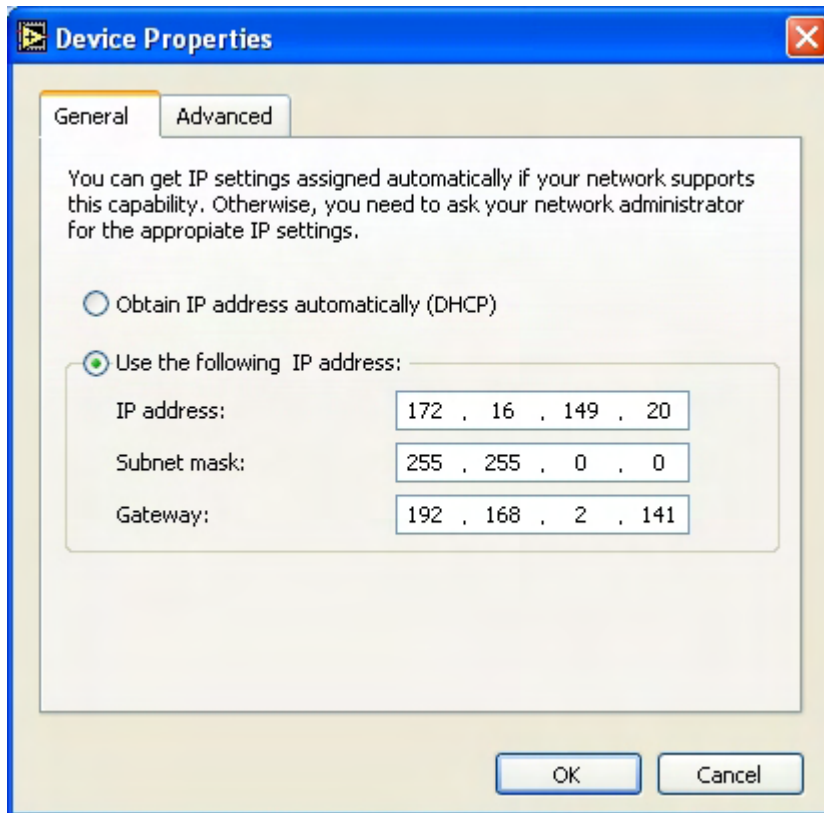 Device Properties
General Advanced
You can get IP settings assigned automatically if your network supports
this capability. Otherwise, you need to ask your network administrator
for the appropiate IP settings.
Obtain IP address automatically (DHCP)
Use the following  IP address:
IP address: 172 . 16 . 149 . 20
Subnet mask: 255 . 255 . 0 . 0
Gateway: 192 . 168 . 2 . 141
OK Cancel